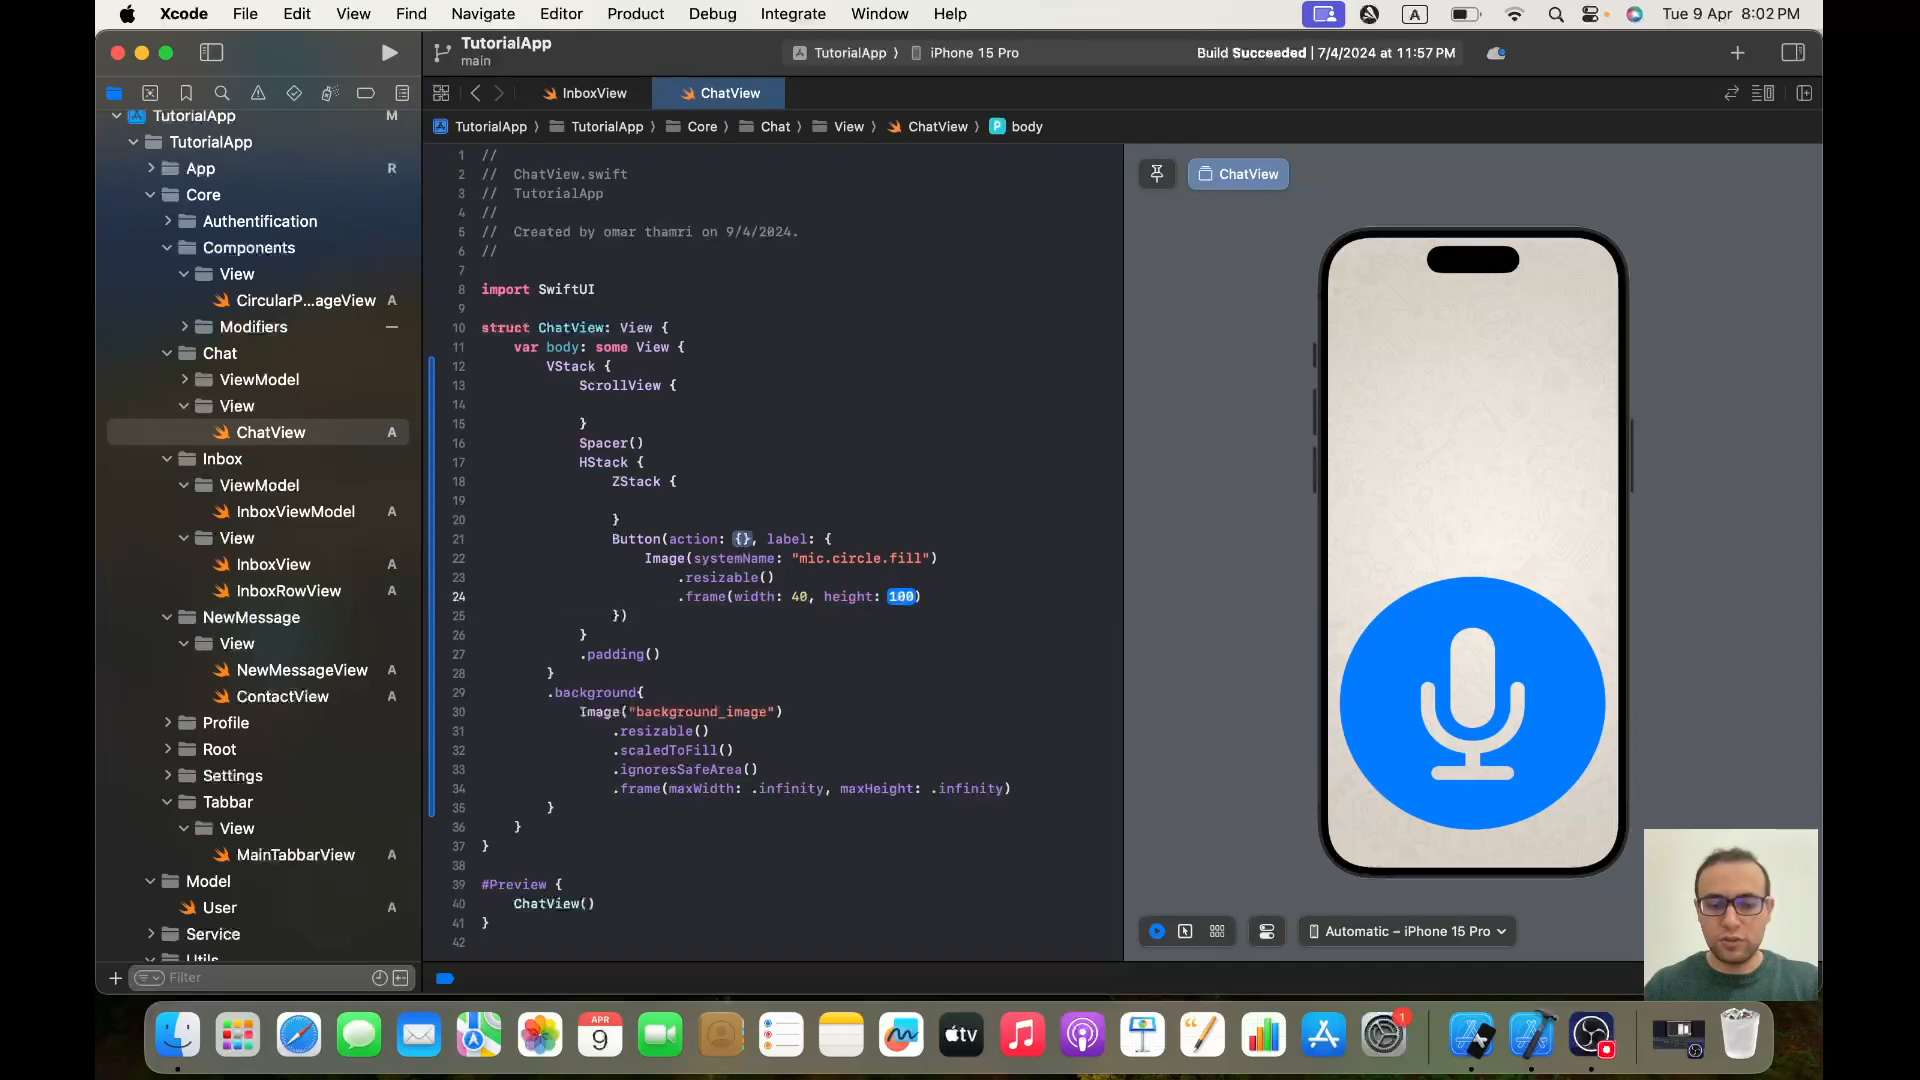 Xcode File Edit View Find Navigate Editor Product Debug Integrate Window Help
A
Tue 9 Apr 8:02 PM
TutorialApp
main
TutorialApp ⟩ iPhone 15 Pro
Build Succeeded | 7/4/2024 at 11:57 PM
InboxView
ChatView
TutorialApp ⟩ TutorialApp ⟩ Core ⟩ Chat ⟩ View ⟩ ChatView ⟩ P body
TutorialApp M
TutorialApp
App R
Core
Authentification
Components
View
CircularP...ageView A
Modifiers —
Chat
ViewModel
View
ChatView A
Inbox
ViewModel
InboxViewModel A
View
InboxView A
InboxRowView A
NewMessage
View
NewMessageView A
ContactView A
Profile
Root
Settings
Tabbar
View
MainTabbarView A
Model
User A
Service
Utils
Filter
1 //
2 // ChatView.swift
3 // TutorialApp
4 //
5 // Created by omar thamri on 9/4/2024.
6 //
7
8 import SwiftUI
9
10 struct ChatView: View {
11 var body: some View {
12 VStack {
13 ScrollView {
14
15 }
16 Spacer()
17 HStack {
18 ZStack {
19
20 }
21 Button(action: {}, label: {
22 Image(systemName: "mic.circle.fill")
23 .resizable()
24 .frame(width: 40, height: 100)
25 })
26 }
27 .padding()
28 }
29 .background{
30 Image("background_image")
31 .resizable()
32 .scaledToFill()
33 .ignoresSafeArea()
34 .frame(maxWidth: .infinity, maxHeight: .infinity)
35 }
36 }
37 }
38
39 #Preview {
40 ChatView()
41 }
42
ChatView
Automatic – iPhone 15 Pro
APR
9
tv
1